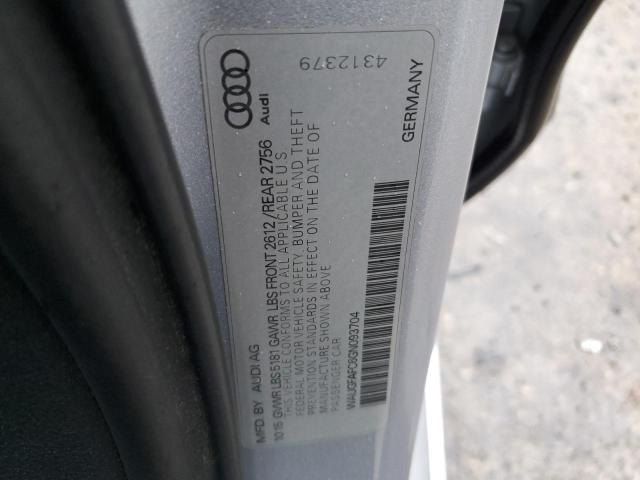 4312379
Audi
MFD. BY AUDI AG
10 15 GVWR LBS 5181 GAWR LBS FRONT 2612 / REAR 2756
THIS VEHICLE CONFORMS TO ALL APPLICABLE U S
FEDERAL MOTOR VEHICLE SAFETY, BUMPER AND THEFT
STANDARDS IN EFFECT ON THE DATE OF
MANUFACTURE SHOWN ABOVE
PASSENGER CAR
WAUGFAFC8GN093704
GERMANY